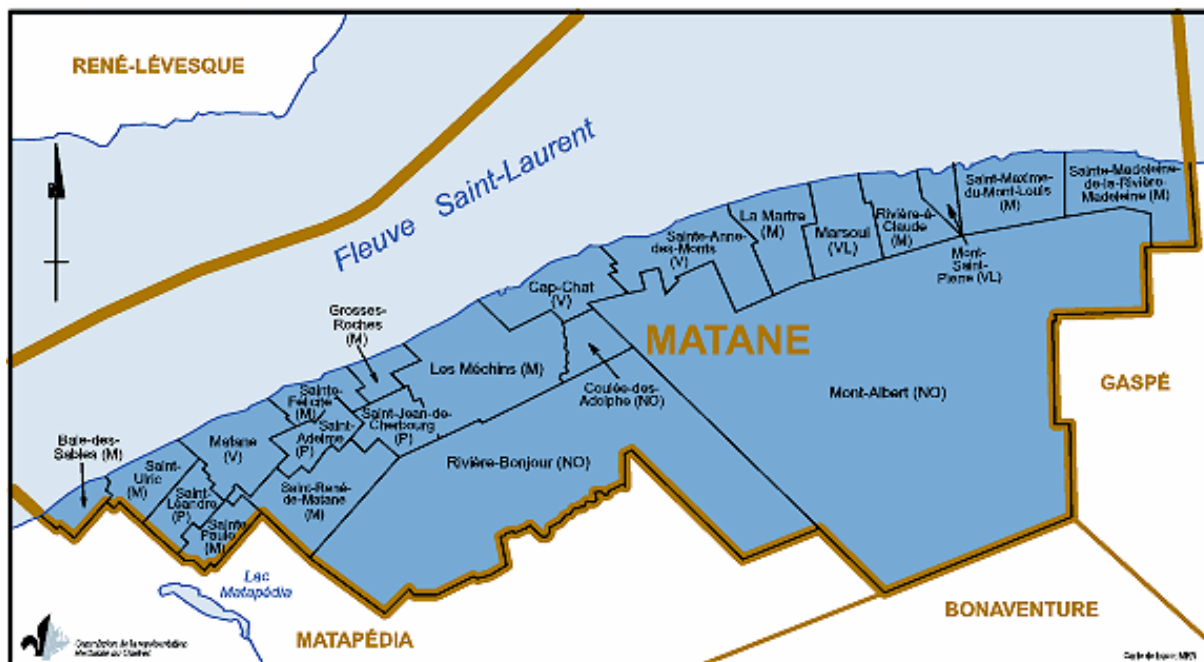 RENÉ-LÉVESQUE
Fleuve Saint-Laurent
Saint-Maxime-
du-Mont-Louis
(M)
Sainte-Madeleine-
de-la-Rivière-
Madeleine (M)
La Martre
(M)
Rivière-à-
Claude
(M)
Sainte-Anne-
des-Monts
(V)
Marsoui
(VL)
Mont-
Saint-
Pierre (VL)
Cap-Chat
(V)
Grosses-
Roches
(M)
MATANE
Les Méchins (M)
Coulée-des-
Adolphe (NO)
Mont-Albert (NO)
GASPÉ
Sainte-
Félicité
(M)
Saint-Jean-de-
Cherbourg
(P)
Saint-
Adelme
(P)
Baie-des-
Sables (M)
Matane
(V)
Rivière-Bonjour (NO)
Saint-
Ulric
(M)
Saint-
Léandre
(P)
Saint-René-
de-Matane
(M)
Sainte-
Paule
(M)
Lac
Matapédia
MATAPÉDIA
BONAVENTURE